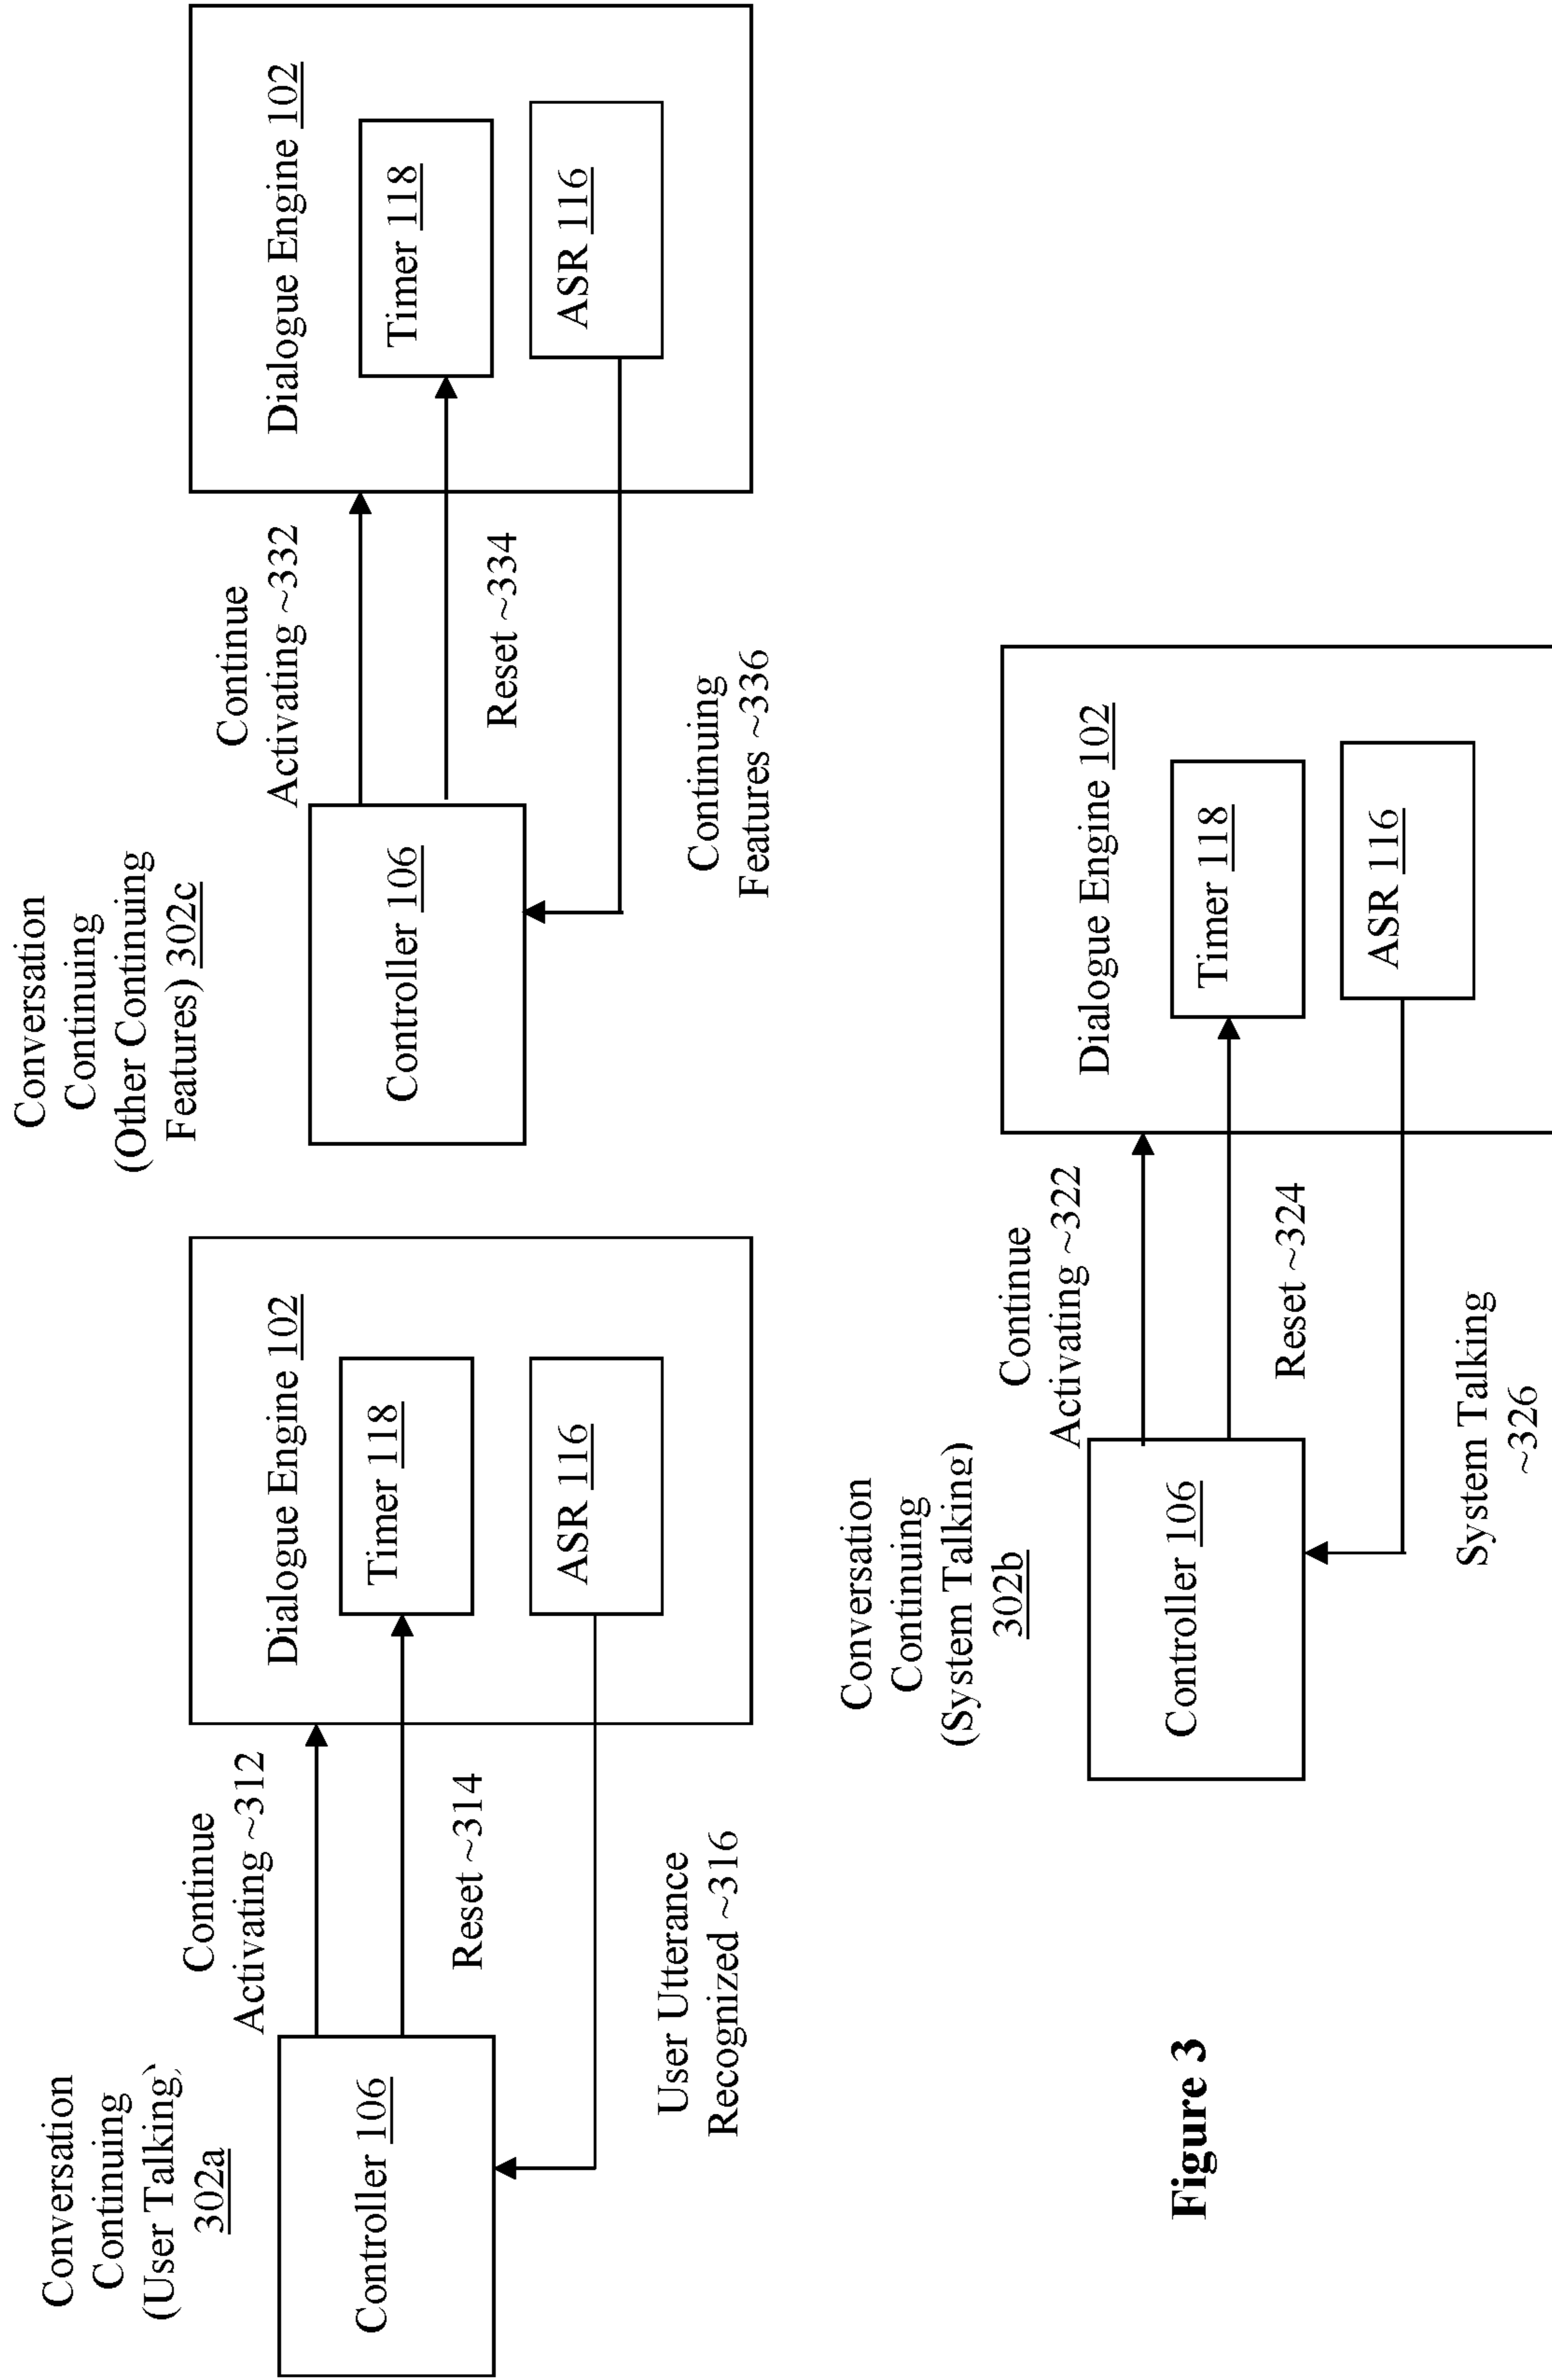 Conversation
Continuing
(User Talking)
302a
Controller 106
Continue
Activating ~312
Reset ~314
User Utterance
Recognized ~316
Dialogue Engine 102
Timer 118
ASR 116
Conversation
Continuing
(Other Continuing
Features) 302c
Controller 106
Continue
Activating ~332
Reset ~334
Continuing
Features ~336
Dialogue Engine 102
Timer 118
ASR 116
Conversation
Continuing
(System Talking)
302b
Controller 106
Continue
Activating ~322
Reset ~324
System Talking
~326
Dialogue Engine 102
Timer 118
ASR 116
Figure 3